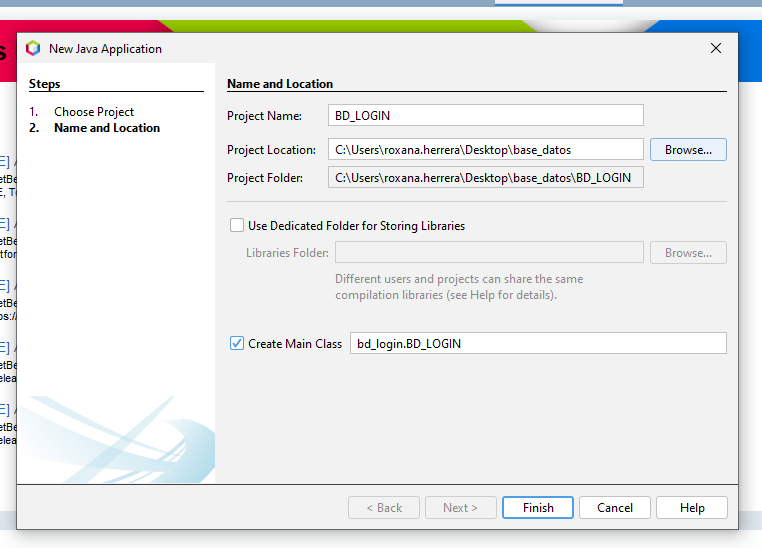 s
New Java Application
Steps
1. Choose Project
2. Name and Location
Name and Location
Project Name: BD_LOGIN
Project Location: C:\Users\roxana.herrera\Desktop\base_datos Browse...
Project Folder: C:\Users\roxana.herrera\Desktop\base_datos\BD_LOGIN
Use Dedicated Folder for Storing Libraries
Libraries Folder: Browse...
Different users and projects can share the same
compilation libraries (see Help for details).
Create Main Class bd_login.BD_LOGIN
< Back Next > Finish Cancel Help